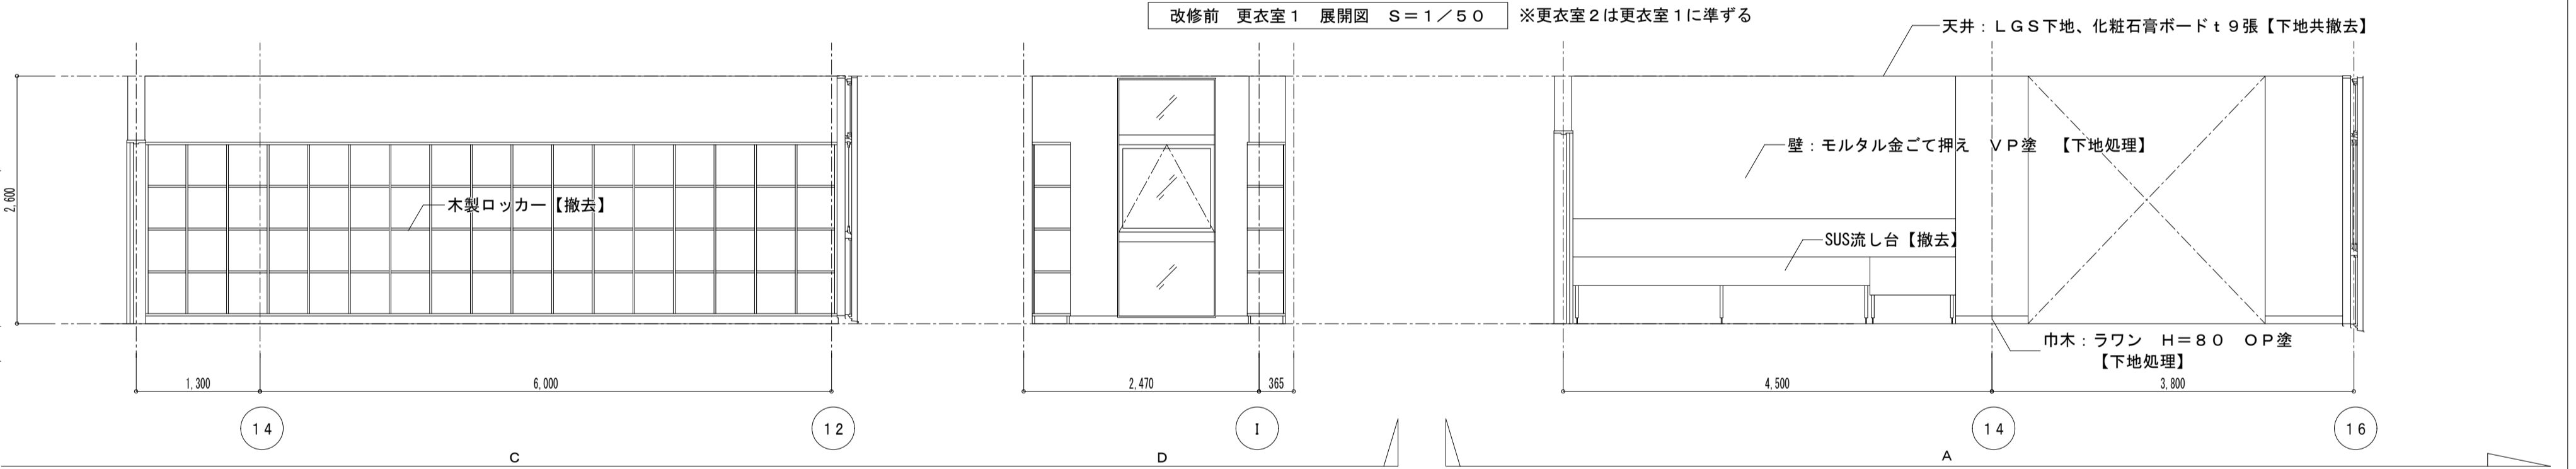 改修前　更衣室１　展開図　Ｓ＝１／５０　※更衣室２は更衣室１に準ずる
天井：ＬＧＳ下地、化粧石膏ボードｔ９張【下地共撤去】
2,600
木製ロッカー【撤去】
壁：モルタル金ごて押え　ＶＰ塗　【下地処理】
SUS流し台【撤去】
巾木：ラワン　Ｈ＝８０　ＯＰ塗
【下地処理】
1,300　6,000　2,470　365　4,500　3,800
１４　１２　Ｉ　１４　１６
Ｃ　Ｄ　Ａ